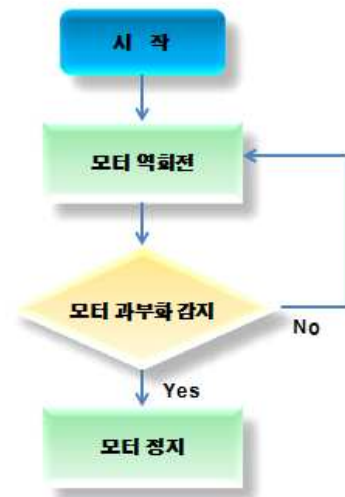 시 작
모터 역회전
모터 과부화 감지
No
Yes
모터 정지